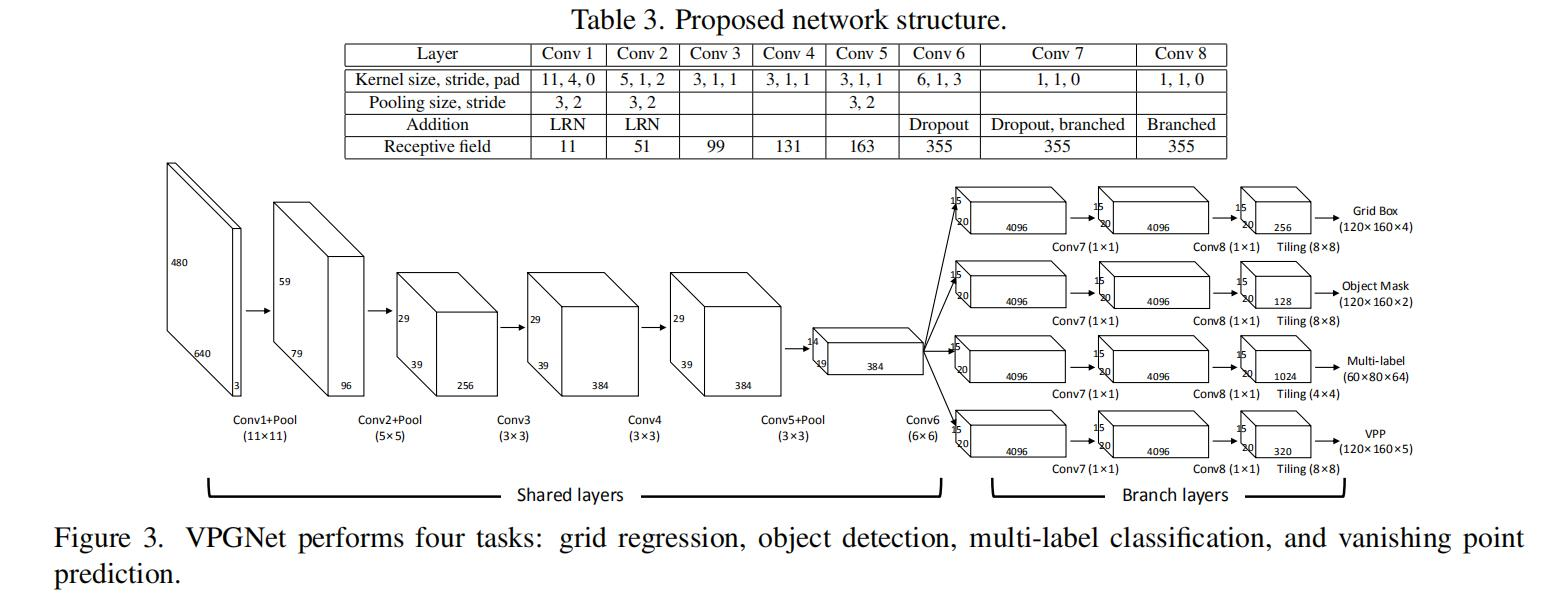 Table 3. Proposed network structure.
Layer Conv 1 Conv 2 Conv 3 Conv 4 Conv 5 Conv 6 Conv 7 Conv 8
Kernel size, stride, pad 11, 4, 0 5, 1, 2 3, 1, 1 3, 1, 1 3, 1, 1 6, 1, 3 1, 1, 0 1, 1, 0
Pooling size, stride 3, 2 3, 2 3, 2
Addition LRN LRN Dropout Dropout, branched Branched
Receptive field 11 51 99 131 163 355 355 355
480
640
3
59
79
96
Conv1+Pool
(11×11)
29
39
256
Conv2+Pool
(5×5)
29
39
384
Conv3
(3×3)
29
39
384
Conv4
(3×3)
14
19
384
Conv5+Pool
(3×3)
Conv6
(6×6)
15 15 15
20 20 20
4096 4096 256
Grid Box
(120×160×4)
Conv7 (1×1) Conv8 (1×1) Tiling (8×8)
15 15 15
20 20 20
4096 4096 128
Object Mask
(120×160×2)
Conv7 (1×1) Conv8 (1×1) Tiling (8×8)
15 15 15
20 20 20
4096 4096 1024
Multi-label
(60×80×64)
Conv7 (1×1) Conv8 (1×1) Tiling (4×4)
15 15 15
20 20 20
4096 4096 320
VPP
(120×160×5)
Conv7 (1×1) Conv8 (1×1) Tiling (8×8)
Shared layers
Branch layers
Figure 3. VPGNet performs four tasks: grid regression, object detection, multi-label classification, and vanishing point
prediction.